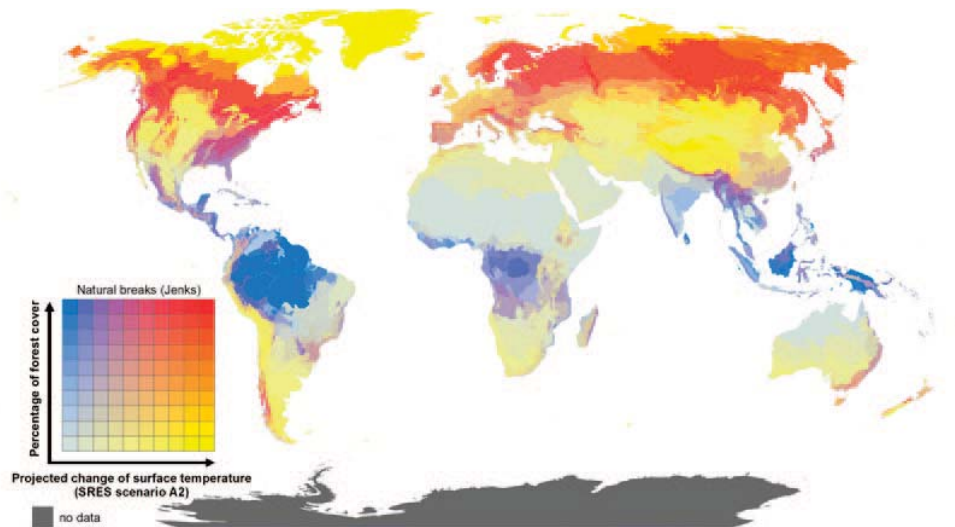 Natural breaks (Jenks)
Percentage of forest cover
Projected change of surface temperature
(SRES scenario A2)
no data